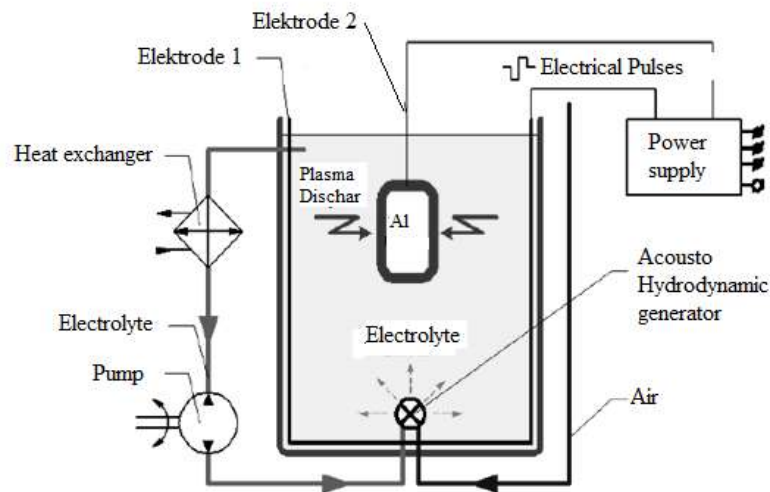 Elektrode 2
Elektrode 1
Electrical Pulses
Heat exchanger
Power
supply
Plasma
Dischar
Al
Acousto
Hydrodynamic
generator
Electrolyte
Electrolyte
Pump
Air